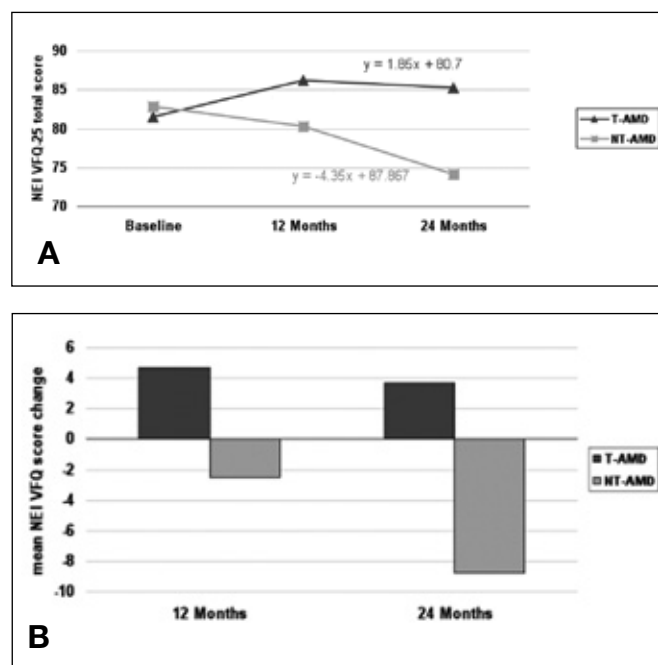 90
85
80
75
70
NEI VFQ-25 total score
y = 1.85x + 80.7
y = -4.35x + 87.867
T-AMD
NT-AMD
Baseline 12 Months 24 Months
A
6
4
2
0
-2
-4
-6
-8
-10
mean NEI VFQ score change
T-AMD
NT-AMD
12 Months 24 Months
B